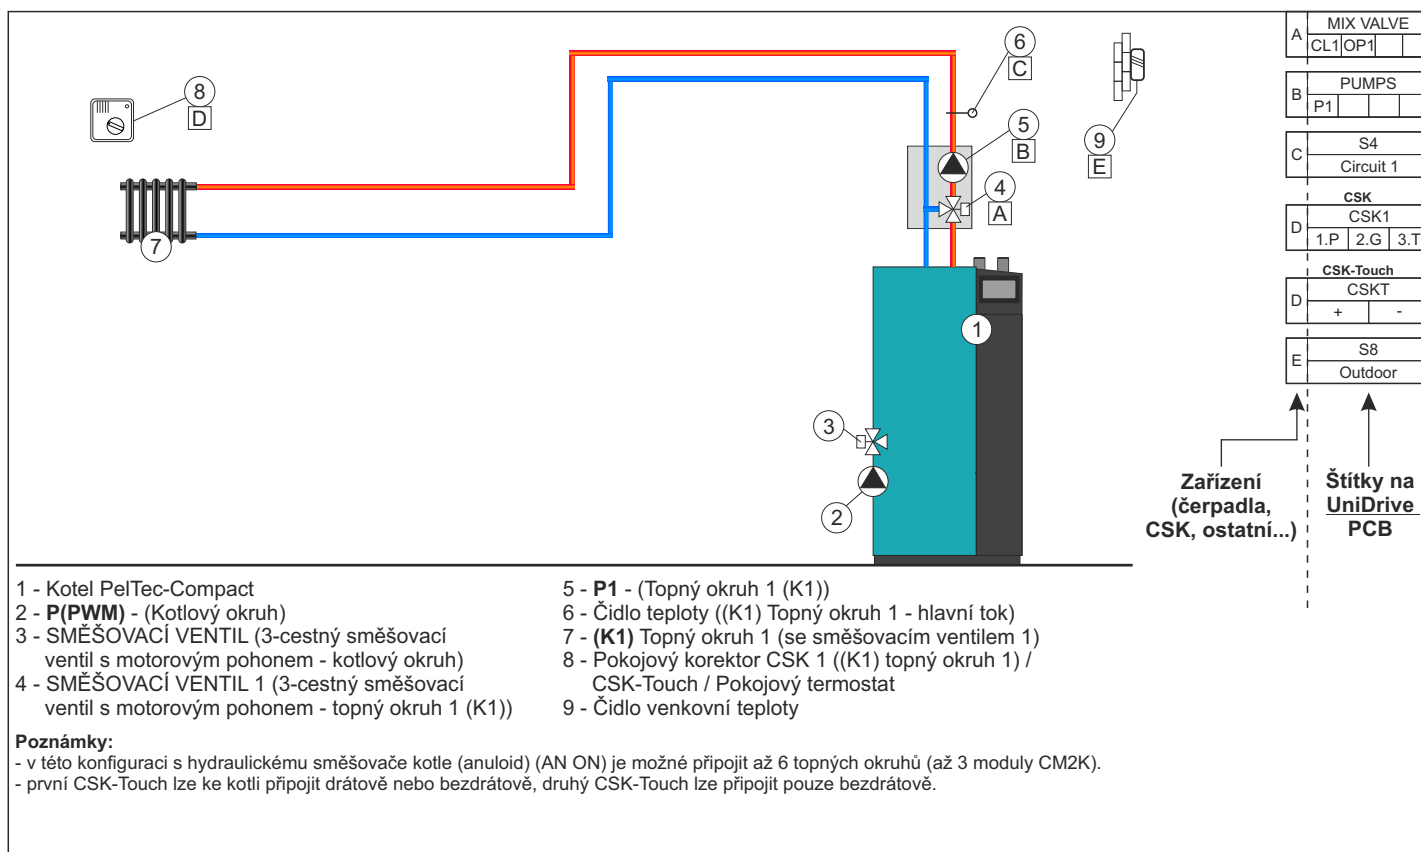 6
C
8
D
5
B
9
E
4
A
7
1
3
2
A
MIX VALVE
CL1 OP1
B
PUMPS
P1
C
S4
Circuit 1
CSK
D
CSK1
1.P 2.G 3.T
CSK-Touch
D
CSKT
+ -
E
S8
Outdoor
Zařízení
(čerpadla,
CSK, ostatní...)
Štítky na
UniDrive
PCB
1 - Kotel PelTec-Compact
2 - P(PWM) - (Kotlový okruh)
3 - SMĚŠOVACÍ VENTIL (3-cestný směšovací
ventil s motorovým pohonem - kotlový okruh)
4 - SMĚŠOVACÍ VENTIL 1 (3-cestný směšovací
ventil s motorovým pohonem - topný okruh 1 (K1))
5 - P1 - (Topný okruh 1 (K1))
6 - Čidlo teploty ((K1) Topný okruh 1 - hlavní tok)
7 - (K1) Topný okruh 1 (se směšovacím ventilem 1)
8 - Pokojový korektor CSK 1 ((K1) topný okruh 1) /
CSK-Touch / Pokojový termostat
9 - Čidlo venkovní teploty
Poznámky:
- v této konfiguraci s hydraulickému směšovače kotle (anuloid) (AN ON) je možné připojit až 6 topných okruhů (až 3 moduly CM2K).
- první CSK-Touch lze ke kotli připojit drátově nebo bezdrátově, druhý CSK-Touch lze připojit pouze bezdrátově.